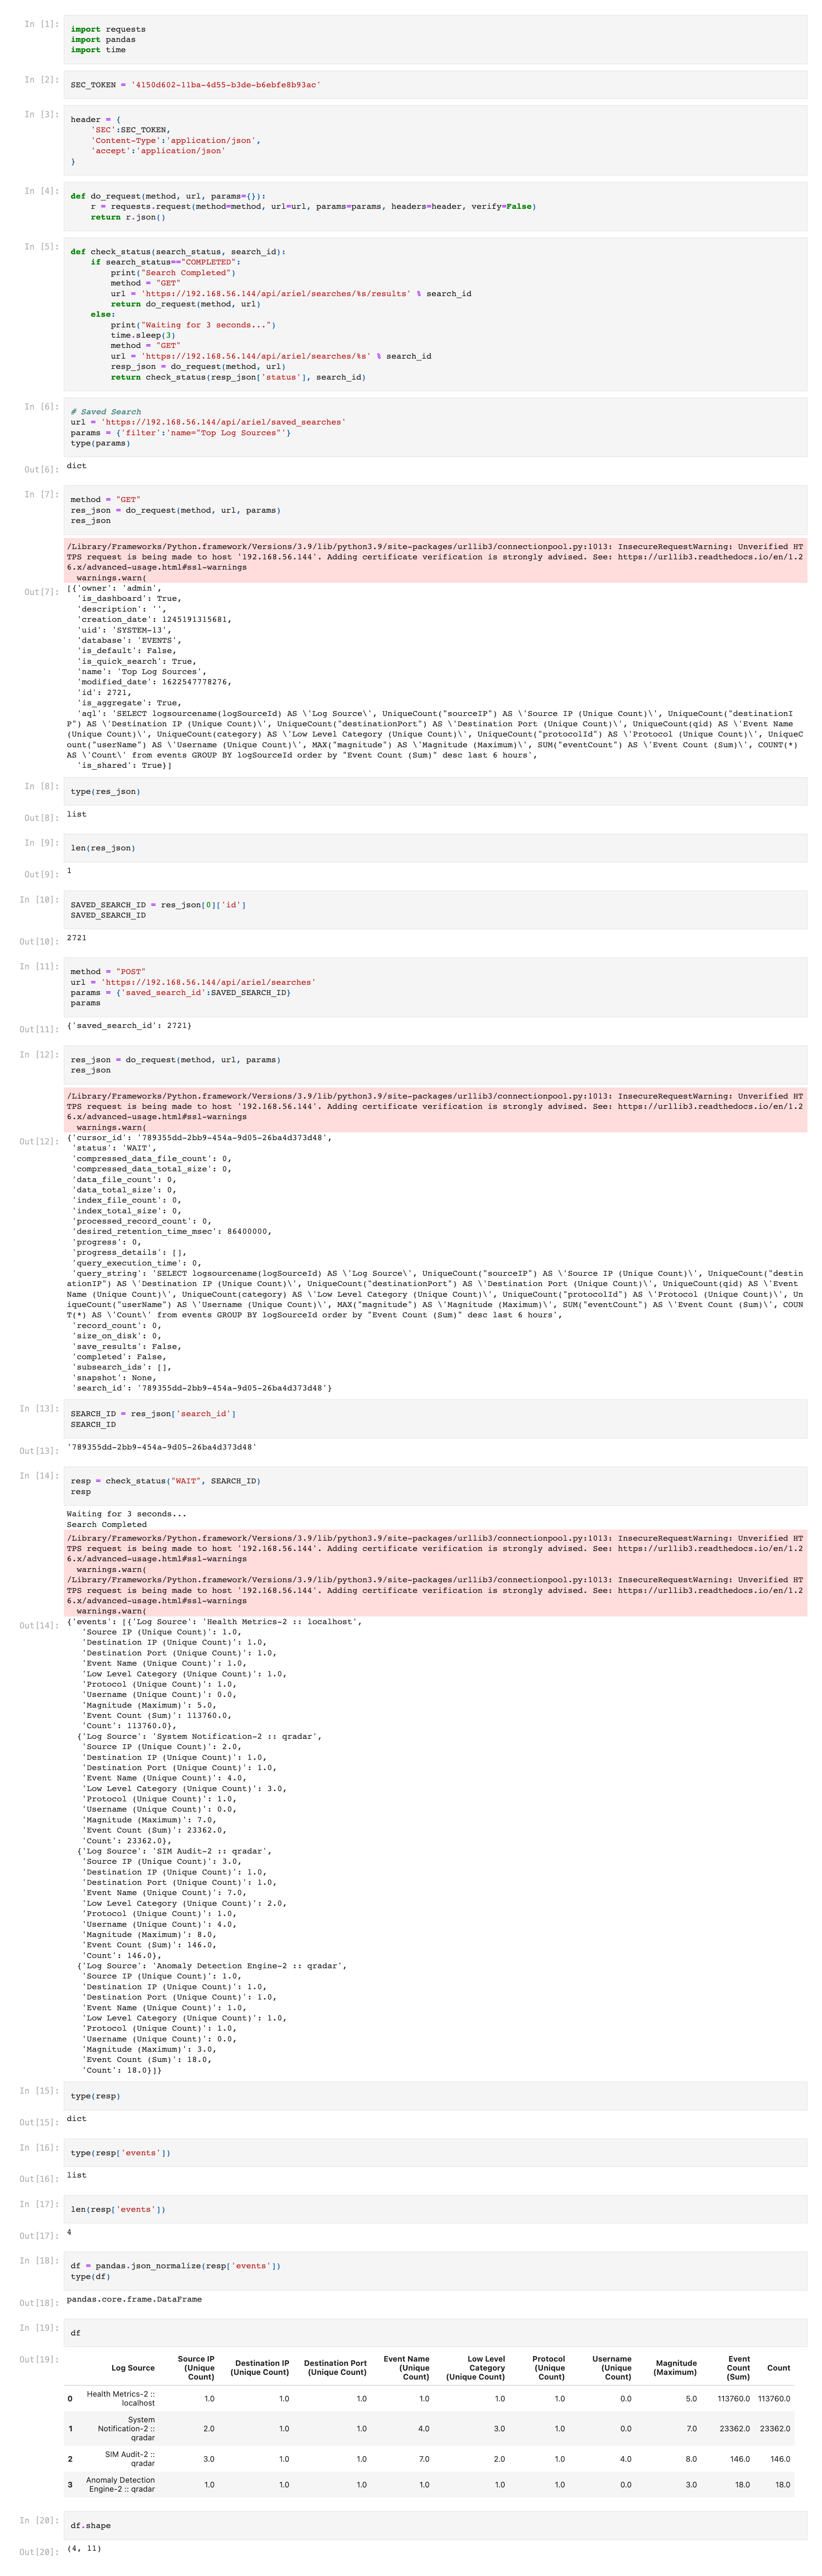 In [1]:
import requests
import pandas
import time
In [2]:
SEC_TOKEN = '4150d602-11ba-4d55-b3de-b6ebfe8b93ac'
In [3]:
header = {
    'SEC':SEC_TOKEN,
    'Content-Type':'application/json',
    'accept':'application/json'
}
In [4]:
def do_request(method, url, params={}):
    r = requests.request(method=method, url=url, params=params, headers=header, verify=False)
    return r.json()
In [5]:
def check_status(search_status, search_id):
    if search_status=="COMPLETED":
        print("Search Completed")
        method = "GET"
        url = 'https://192.168.56.144/api/ariel/searches/%s/results' % search_id
        return do_request(method, url)
    else:
        print("Waiting for 3 seconds...")
        time.sleep(3)
        method = "GET"
        url = 'https://192.168.56.144/api/ariel/searches/%s' % search_id
        resp_json = do_request(method, url)
        return check_status(resp_json['status'], search_id)
In [6]:
# Saved Search
url = 'https://192.168.56.144/api/ariel/saved_searches'
params = {'filter':'name="Top Log Sources"'}
type(params)
Out[6]:
dict
In [7]:
method = "GET"
res_json = do_request(method, url, params)
res_json
/Library/Frameworks/Python.framework/Versions/3.9/lib/python3.9/site-packages/urllib3/connectionpool.py:1013: InsecureRequestWarning: Unverified HT
TPS request is being made to host '192.168.56.144'. Adding certificate verification is strongly advised. See: https://urllib3.readthedocs.io/en/1.2
6.x/advanced-usage.html#ssl-warnings
  warnings.warn(
Out[7]:
[{'owner': 'admin',
  'is_dashboard': True,
  'description': '',
  'creation_date': 1245191315681,
  'uid': 'SYSTEM-13',
  'database': 'EVENTS',
  'is_default': False,
  'is_quick_search': True,
  'name': 'Top Log Sources',
  'modified_date': 1622547778276,
  'id': 2721,
  'is_aggregate': True,
  'aql': 'SELECT logsourcename(logSourceId) AS \'Log Source\', UniqueCount("sourceIP") AS \'Source IP (Unique Count)\', UniqueCount("destinationI
P") AS \'Destination IP (Unique Count)\', UniqueCount("destinationPort") AS \'Destination Port (Unique Count)\', UniqueCount(qid) AS \'Event Name
(Unique Count)\', UniqueCount(category) AS \'Low Level Category (Unique Count)\', UniqueCount("protocolId") AS \'Protocol (Unique Count)\', UniqueC
ount("userName") AS \'Username (Unique Count)\', MAX("magnitude") AS \'Magnitude (Maximum)\', SUM("eventCount") AS \'Event Count (Sum)\', COUNT(*)
AS \'Count\' from events GROUP BY logSourceId order by "Event Count (Sum)" desc last 6 hours',
  'is_shared': True}]
In [8]:
type(res_json)
Out[8]:
list
In [9]:
len(res_json)
Out[9]:
1
In [10]:
SAVED_SEARCH_ID = res_json[0]['id']
SAVED_SEARCH_ID
Out[10]:
2721
In [11]:
method = "POST"
url = 'https://192.168.56.144/api/ariel/searches'
params = {'saved_search_id':SAVED_SEARCH_ID}
params
Out[11]:
{'saved_search_id': 2721}
In [12]:
res_json = do_request(method, url, params)
res_json
/Library/Frameworks/Python.framework/Versions/3.9/lib/python3.9/site-packages/urllib3/connectionpool.py:1013: InsecureRequestWarning: Unverified HT
TPS request is being made to host '192.168.56.144'. Adding certificate verification is strongly advised. See: https://urllib3.readthedocs.io/en/1.2
6.x/advanced-usage.html#ssl-warnings
  warnings.warn(
Out[12]:
{'cursor_id': '789355dd-2bb9-454a-9d05-26ba4d373d48',
 'status': 'WAIT',
 'compressed_data_file_count': 0,
 'compressed_data_total_size': 0,
 'data_file_count': 0,
 'data_total_size': 0,
 'index_file_count': 0,
 'index_total_size': 0,
 'processed_record_count': 0,
 'desired_retention_time_msec': 86400000,
 'progress': 0,
 'progress_details': [],
 'query_execution_time': 0,
 'query_string': 'SELECT logsourcename(logSourceId) AS \'Log Source\', UniqueCount("sourceIP") AS \'Source IP (Unique Count)\', UniqueCount("destin
ationIP") AS \'Destination IP (Unique Count)\', UniqueCount("destinationPort") AS \'Destination Port (Unique Count)\', UniqueCount(qid) AS \'Event
Name (Unique Count)\', UniqueCount(category) AS \'Low Level Category (Unique Count)\', UniqueCount("protocolId") AS \'Protocol (Unique Count)\', Un
iqueCount("userName") AS \'Username (Unique Count)\', MAX("magnitude") AS \'Magnitude (Maximum)\', SUM("eventCount") AS \'Event Count (Sum)\', COUN
T(*) AS \'Count\' from events GROUP BY logSourceId order by "Event Count (Sum)" desc last 6 hours',
 'record_count': 0,
 'size_on_disk': 0,
 'save_results': False,
 'completed': False,
 'subsearch_ids': [],
 'snapshot': None,
 'search_id': '789355dd-2bb9-454a-9d05-26ba4d373d48'}
In [13]:
SEARCH_ID = res_json['search_id']
SEARCH_ID
Out[13]:
'789355dd-2bb9-454a-9d05-26ba4d373d48'
In [14]:
resp = check_status("WAIT", SEARCH_ID)
resp
Waiting for 3 seconds...
Search Completed
/Library/Frameworks/Python.framework/Versions/3.9/lib/python3.9/site-packages/urllib3/connectionpool.py:1013: InsecureRequestWarning: Unverified HT
TPS request is being made to host '192.168.56.144'. Adding certificate verification is strongly advised. See: https://urllib3.readthedocs.io/en/1.2
6.x/advanced-usage.html#ssl-warnings
  warnings.warn(
/Library/Frameworks/Python.framework/Versions/3.9/lib/python3.9/site-packages/urllib3/connectionpool.py:1013: InsecureRequestWarning: Unverified HT
TPS request is being made to host '192.168.56.144'. Adding certificate verification is strongly advised. See: https://urllib3.readthedocs.io/en/1.2
6.x/advanced-usage.html#ssl-warnings
  warnings.warn(
Out[14]:
{'events': [{'Log Source': 'Health Metrics-2 :: localhost',
   'Source IP (Unique Count)': 1.0,
   'Destination IP (Unique Count)': 1.0,
   'Destination Port (Unique Count)': 1.0,
   'Event Name (Unique Count)': 1.0,
   'Low Level Category (Unique Count)': 1.0,
   'Protocol (Unique Count)': 1.0,
   'Username (Unique Count)': 0.0,
   'Magnitude (Maximum)': 5.0,
   'Event Count (Sum)': 113760.0,
   'Count': 113760.0},
  {'Log Source': 'System Notification-2 :: qradar',
   'Source IP (Unique Count)': 2.0,
   'Destination IP (Unique Count)': 1.0,
   'Destination Port (Unique Count)': 1.0,
   'Event Name (Unique Count)': 4.0,
   'Low Level Category (Unique Count)': 3.0,
   'Protocol (Unique Count)': 1.0,
   'Username (Unique Count)': 0.0,
   'Magnitude (Maximum)': 7.0,
   'Event Count (Sum)': 23362.0,
   'Count': 23362.0},
  {'Log Source': 'SIM Audit-2 :: qradar',
   'Source IP (Unique Count)': 3.0,
   'Destination IP (Unique Count)': 1.0,
   'Destination Port (Unique Count)': 1.0,
   'Event Name (Unique Count)': 7.0,
   'Low Level Category (Unique Count)': 2.0,
   'Protocol (Unique Count)': 1.0,
   'Username (Unique Count)': 4.0,
   'Magnitude (Maximum)': 8.0,
   'Event Count (Sum)': 146.0,
   'Count': 146.0},
  {'Log Source': 'Anomaly Detection Engine-2 :: qradar',
   'Source IP (Unique Count)': 1.0,
   'Destination IP (Unique Count)': 1.0,
   'Destination Port (Unique Count)': 1.0,
   'Event Name (Unique Count)': 1.0,
   'Low Level Category (Unique Count)': 1.0,
   'Protocol (Unique Count)': 1.0,
   'Username (Unique Count)': 0.0,
   'Magnitude (Maximum)': 3.0,
   'Event Count (Sum)': 18.0,
   'Count': 18.0}]}
In [15]:
type(resp)
Out[15]:
dict
In [16]:
type(resp['events'])
Out[16]:
list
In [17]:
len(resp['events'])
Out[17]:
4
In [18]:
df = pandas.json_normalize(resp['events'])
type(df)
Out[18]:
pandas.core.frame.DataFrame
In [19]:
df
Out[19]:
Log Source Source IP (Unique Count) Destination IP (Unique Count) Destination Port (Unique Count) Event Name (Unique Count) Low Level Category (Unique Count) Protocol (Unique Count) Username (Unique Count) Magnitude (Maximum) Event Count (Sum) Count
0 Health Metrics-2 :: localhost 1.0 1.0 1.0 1.0 1.0 1.0 0.0 5.0 113760.0 113760.0
1 System Notification-2 :: qradar 2.0 1.0 1.0 4.0 3.0 1.0 0.0 7.0 23362.0 23362.0
2 SIM Audit-2 :: qradar 3.0 1.0 1.0 7.0 2.0 1.0 4.0 8.0 146.0 146.0
3 Anomaly Detection Engine-2 :: qradar 1.0 1.0 1.0 1.0 1.0 1.0 0.0 3.0 18.0 18.0
In [20]:
df.shape
Out[20]:
(4, 11)